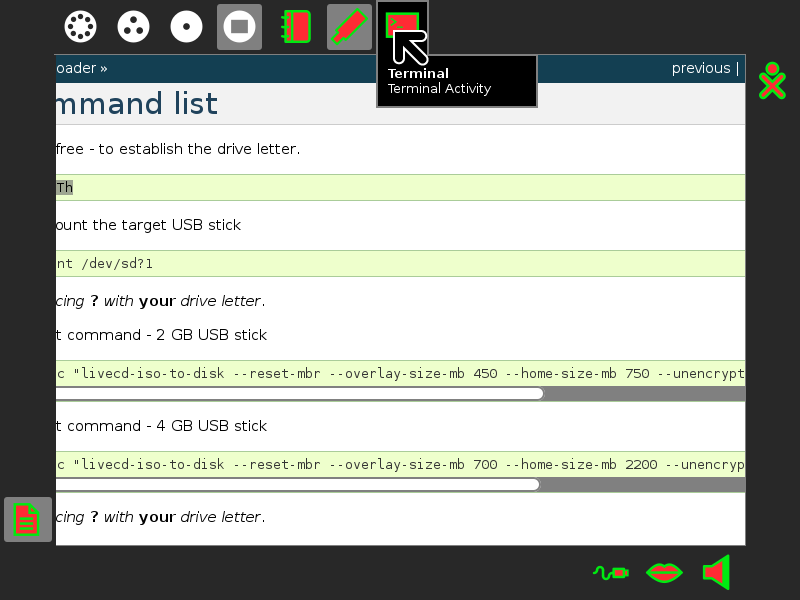 Terminal
Terminal Activity
oader »
previous |
mmand list
free - to establish the drive letter.
Th
ount the target USB stick
nt /dev/sd?1
cing ? with your drive letter.
t command - 2 GB USB stick
c "livecd-iso-to-disk --reset-mbr --overlay-size-mb 450 --home-size-mb 750 --unencrypt
t command - 4 GB USB stick
c "livecd-iso-to-disk --reset-mbr --overlay-size-mb 700 --home-size-mb 2200 --unencryp
cing ? with your drive letter.